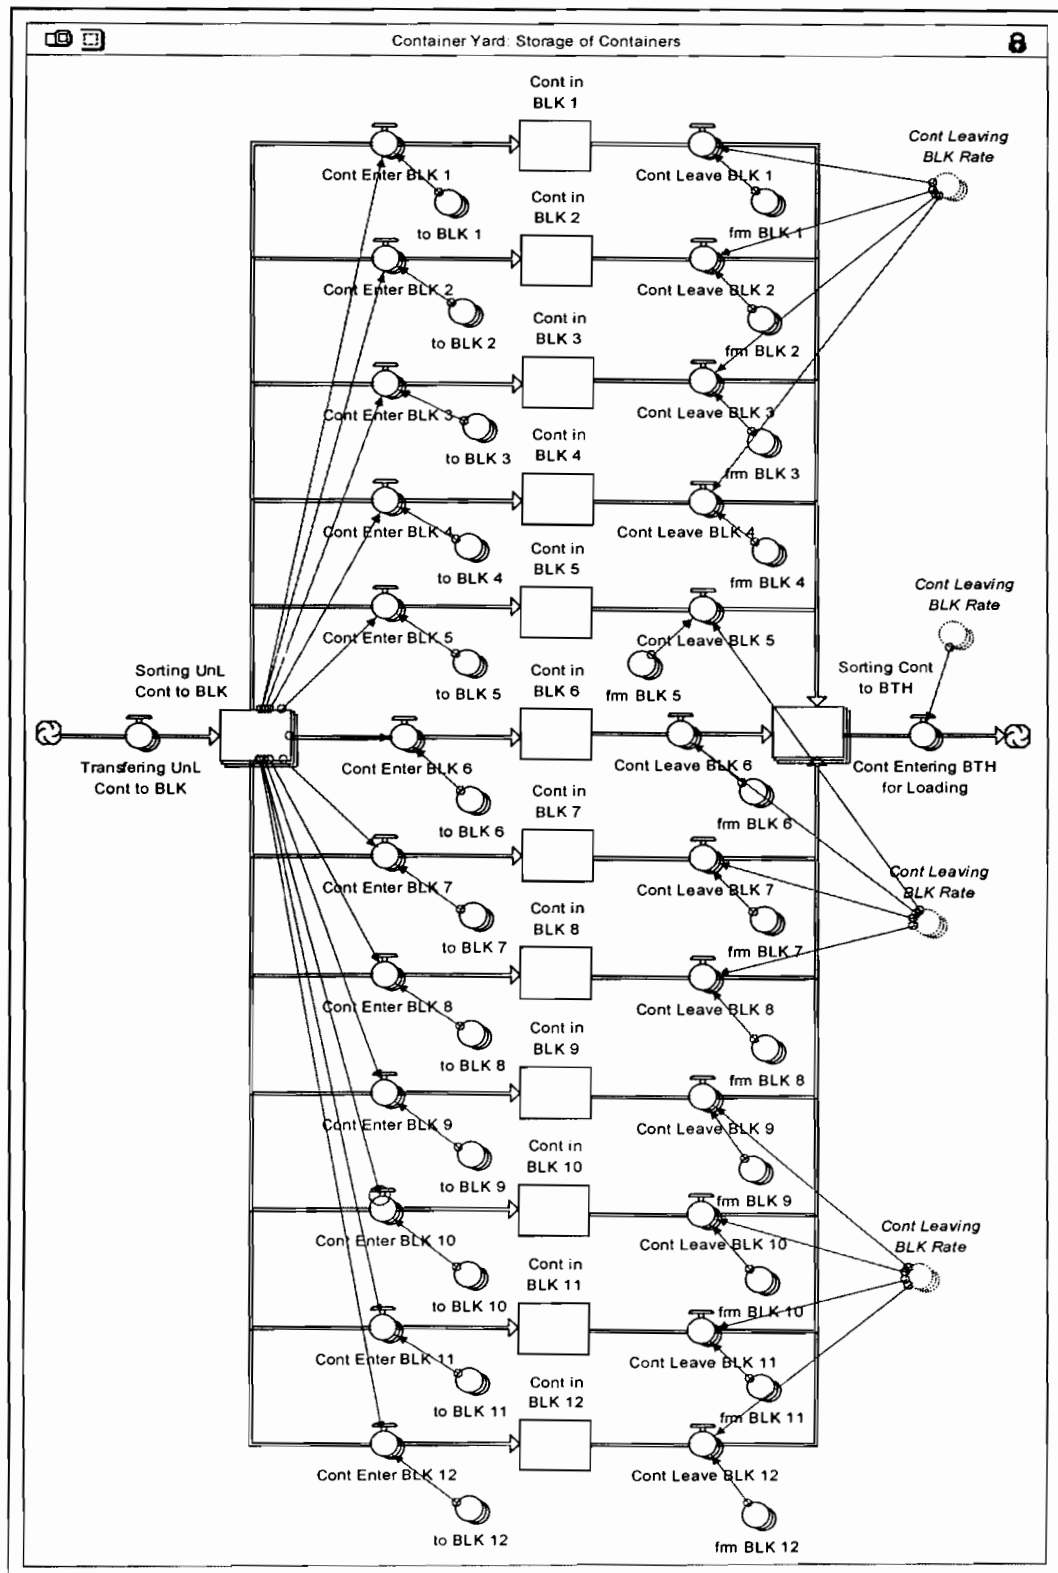 Container Yard: Storage of Containers
Cont in
BLK 1
Cont Leaving
BLK Rate
Cont Enter BLK 1
Cont Leave BLK 1
Cont in
BLK 2
to BLK 1
frm BLK 1
Cont Enter BLK 2
Cont Leave BLK 2
Cont in
BLK 3
to BLK 2
frm BLK 2
Cont Enter BLK 3
Cont Leave BLK 3
Cont in
BLK 4
to BLK 3
frm BLK 3
Cont Enter BLK 4
Cont Leave BLK 4
Cont in
BLK 5
to BLK 4
frm BLK 4
Cont Leaving
BLK Rate
Cont Enter BLK 5
Cont Leave BLK 5
Sorting UnL
Cont to BLK
Cont in
BLK 6
to BLK 5
frm BLK 5
Sorting Cont
to BTH
Transfering UnL
Cont to BLK
Cont Enter BLK 6
Cont Leave BLK 6
Cont Entering BTH
for Loading
Cont in
BLK 7
to BLK 6
frm BLK 6
Cont Leaving
BLK Rate
Cont Enter BLK 7
Cont Leave BLK 7
Cont in
BLK 8
to BLK 7
frm BLK 7
Cont Enter BLK 8
Cont Leave BLK 8
Cont in
BLK 9
to BLK 8
frm BLK 8
Cont Enter BLK 9
Cont Leave BLK 9
Cont in
BLK 10
to BLK 9
frm BLK 9
Cont Leaving
BLK Rate
Cont Enter BLK 10
Cont Leave BLK 10
Cont in
BLK 11
to BLK 10
frm BLK 10
Cont Enter BLK 11
Cont Leave BLK 11
Cont in
BLK 12
to BLK 11
frm BLK 11
Cont Enter BLK 12
Cont Leave BLK 12
to BLK 12
frm BLK 12